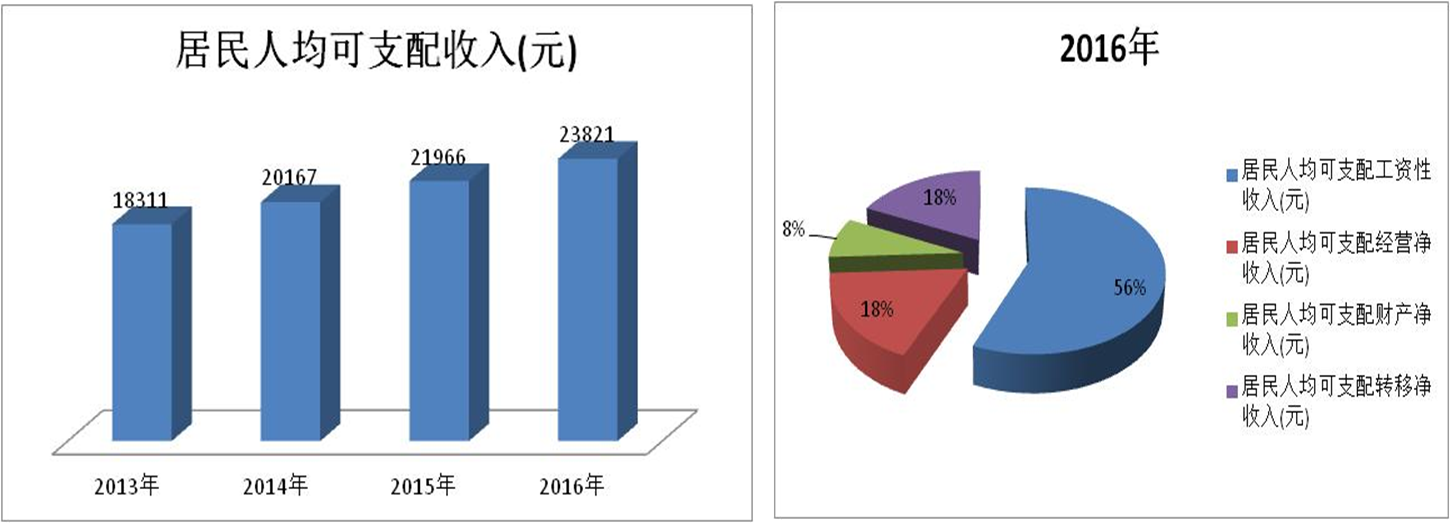 居民人均可支配收入(元)
18311
20167
21966
23821
2013年
2014年
2015年
2016年
2016年
18%
8%
18%
56%
居民人均可支配工资性
收入(元)
居民人均可支配经营净
收入(元)
居民人均可支配财产净
收入(元)
居民人均可支配转移净
收入(元)